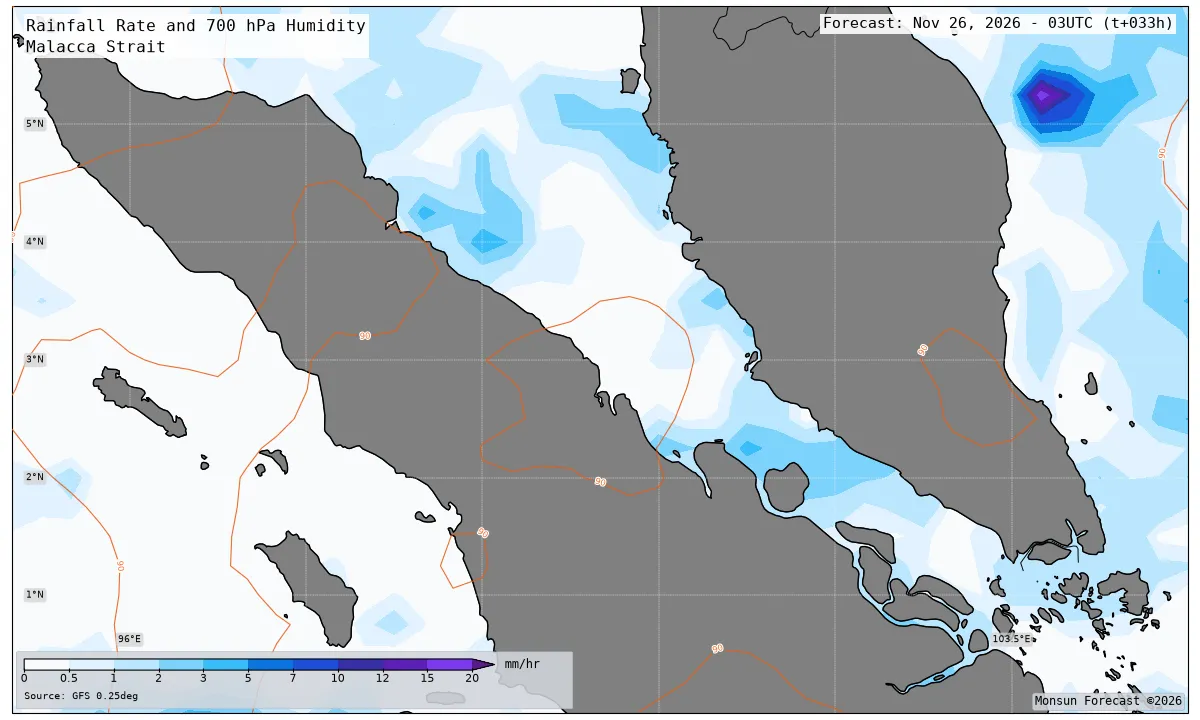 Rainfall Rate and 700 hPa Humidity
Malacca Strait
Forecast: Nov 26, 2026 - 03UTC (t+033h)
5°N
90
4°N
90
90
3°N
90
2°N
90
90
90
1°N
96°E
103.5°E
90
mm/hr
0 0.5 1 2 3 5 7 10 12 15 20
Source: GFS 0.25deg
Monsun Forecast ©2026